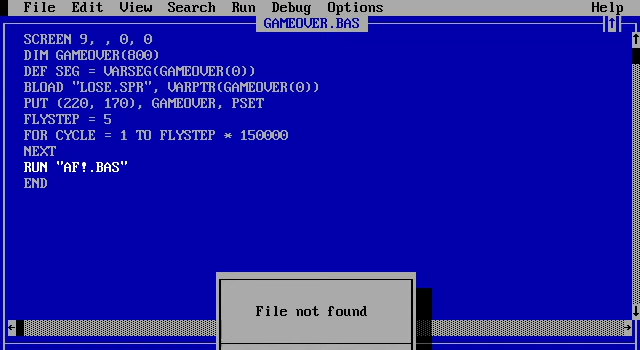 File Edit View Search Run Debug Options Help
GAMEOVER.BAS
SCREEN 9, , 0, 0
DIM GAMEOVER(800)
DEF SEG = VARSEG(GAMEOVER(0))
BLOAD "LOSE.SPR", VARPTR(GAMEOVER(0))
PUT (220, 170), GAMEOVER, PSET
FLYSTEP = 5
FOR CYCLE = 1 TO FLYSTEP * 150000
NEXT
RUN "AF!.BAS"
END
File not found